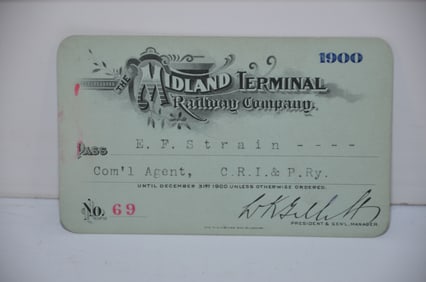 1900
THE MIDLAND TERMINAL
Railway Company.
PASS E. F. Strain ----
Com'l Agent, C.R.I.& P.Ry.
UNTIL DECEMBER 31ST 1900 UNLESS OTHERWISE ORDERED.
No. 69
WKGillett
PRESIDENT & GEN'L MANAGER